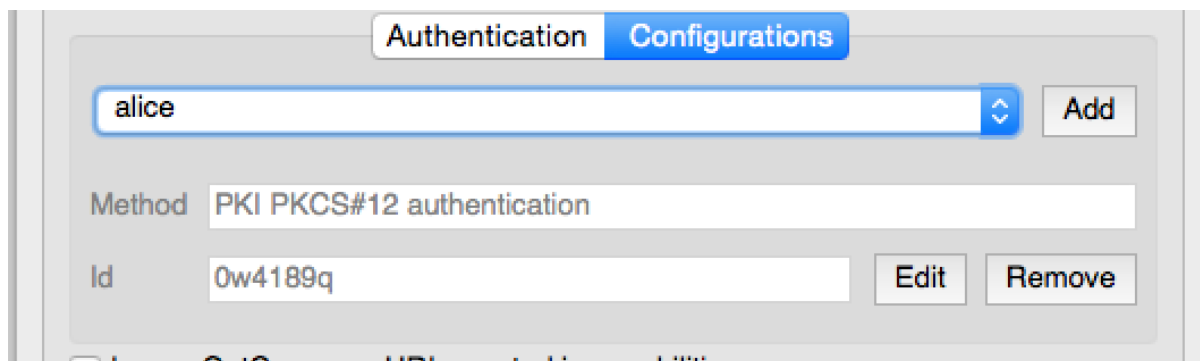 Authentication Configurations
alice Add
Method PKI PKCS#12 authentication
Id 0w4189q Edit Remove